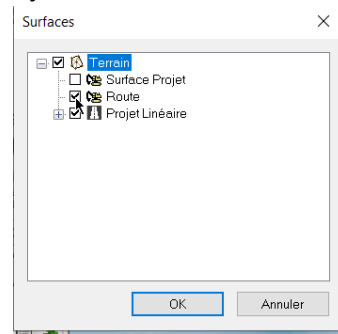 Surfaces
Terrain
Surface Projet
Route
Projet Linéaire
OK
Annuler